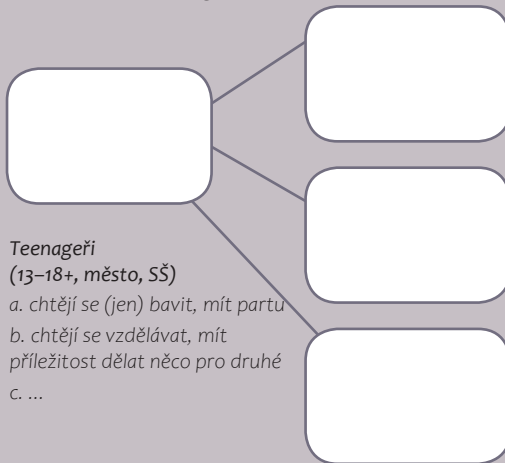 Teenageři
(13–18+, město, SŠ)
a. chtějí se (jen) bavit, mít partu
b. chtějí se vzdělávat, mít
příležitost dělat něco pro druhé
c. ...